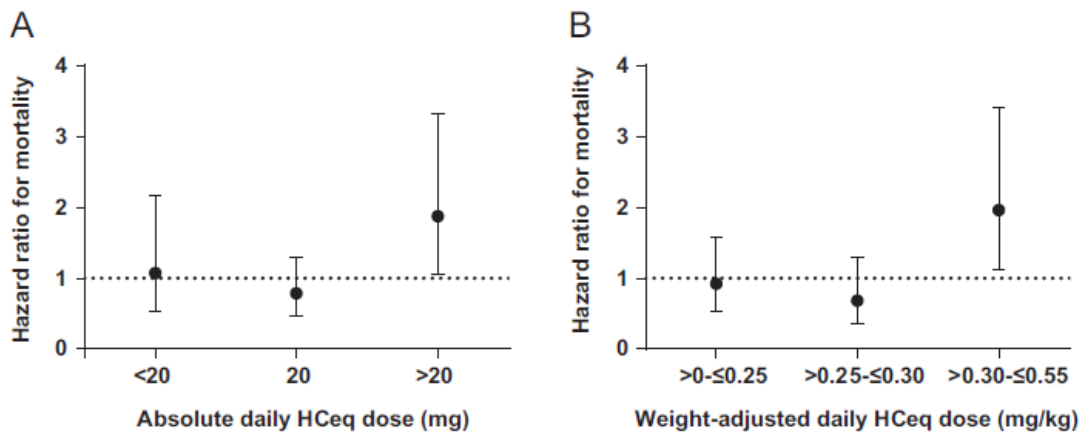 A
Hazard ratio for mortality
4
3
2
1
0
<20 20 >20
Absolute daily HCeq dose (mg)
B
Hazard ratio for mortality
4
3
2
1
0
>0-≤0.25 >0.25-≤0.30 >0.30-≤0.55
Weight-adjusted daily HCeq dose (mg/kg)